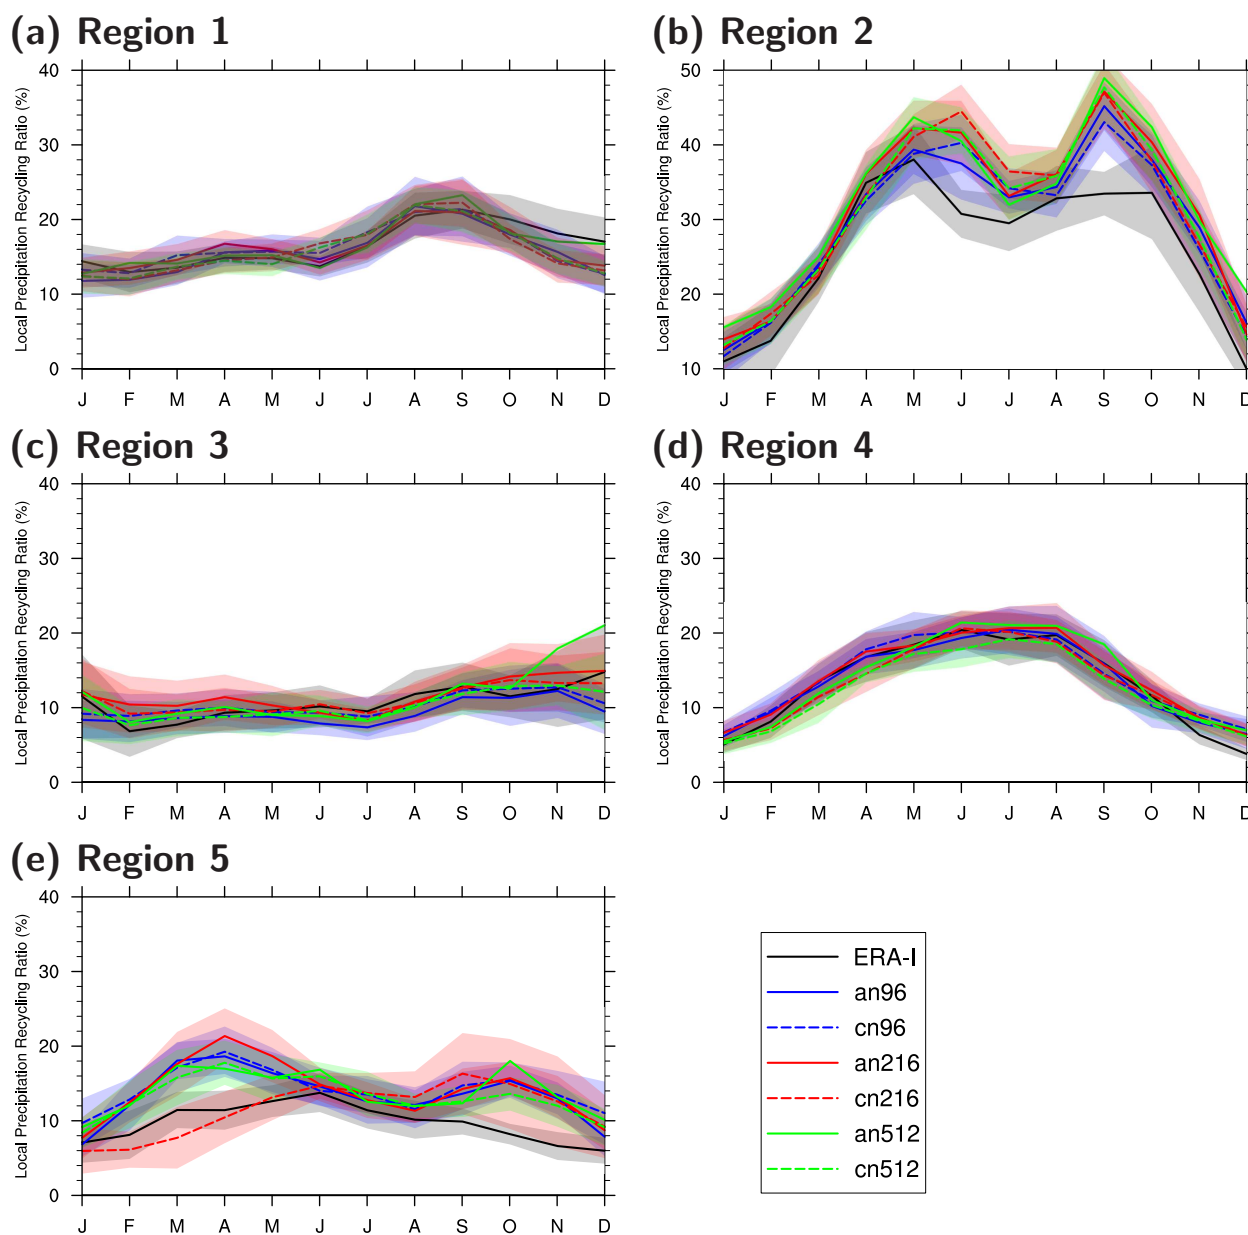 (a) Region 1
(b) Region 2
40
30
20
10
0
Local Precipitation Recycling Ratio (%)
J F M A M J J A S O N D
50
40
30
20
10
Local Precipitation Recycling Ratio (%)
J F M A M J J A S O N D
(c) Region 3
(d) Region 4
40
30
20
10
0
Local Precipitation Recycling Ratio (%)
J F M A M J J A S O N D
40
30
20
10
0
Local Precipitation Recycling Ratio (%)
J F M A M J J A S O N D
(e) Region 5
40
30
20
10
0
Local Precipitation Recycling Ratio (%)
J F M A M J J A S O N D
ERA-I
an96
cn96
an216
cn216
an512
cn512